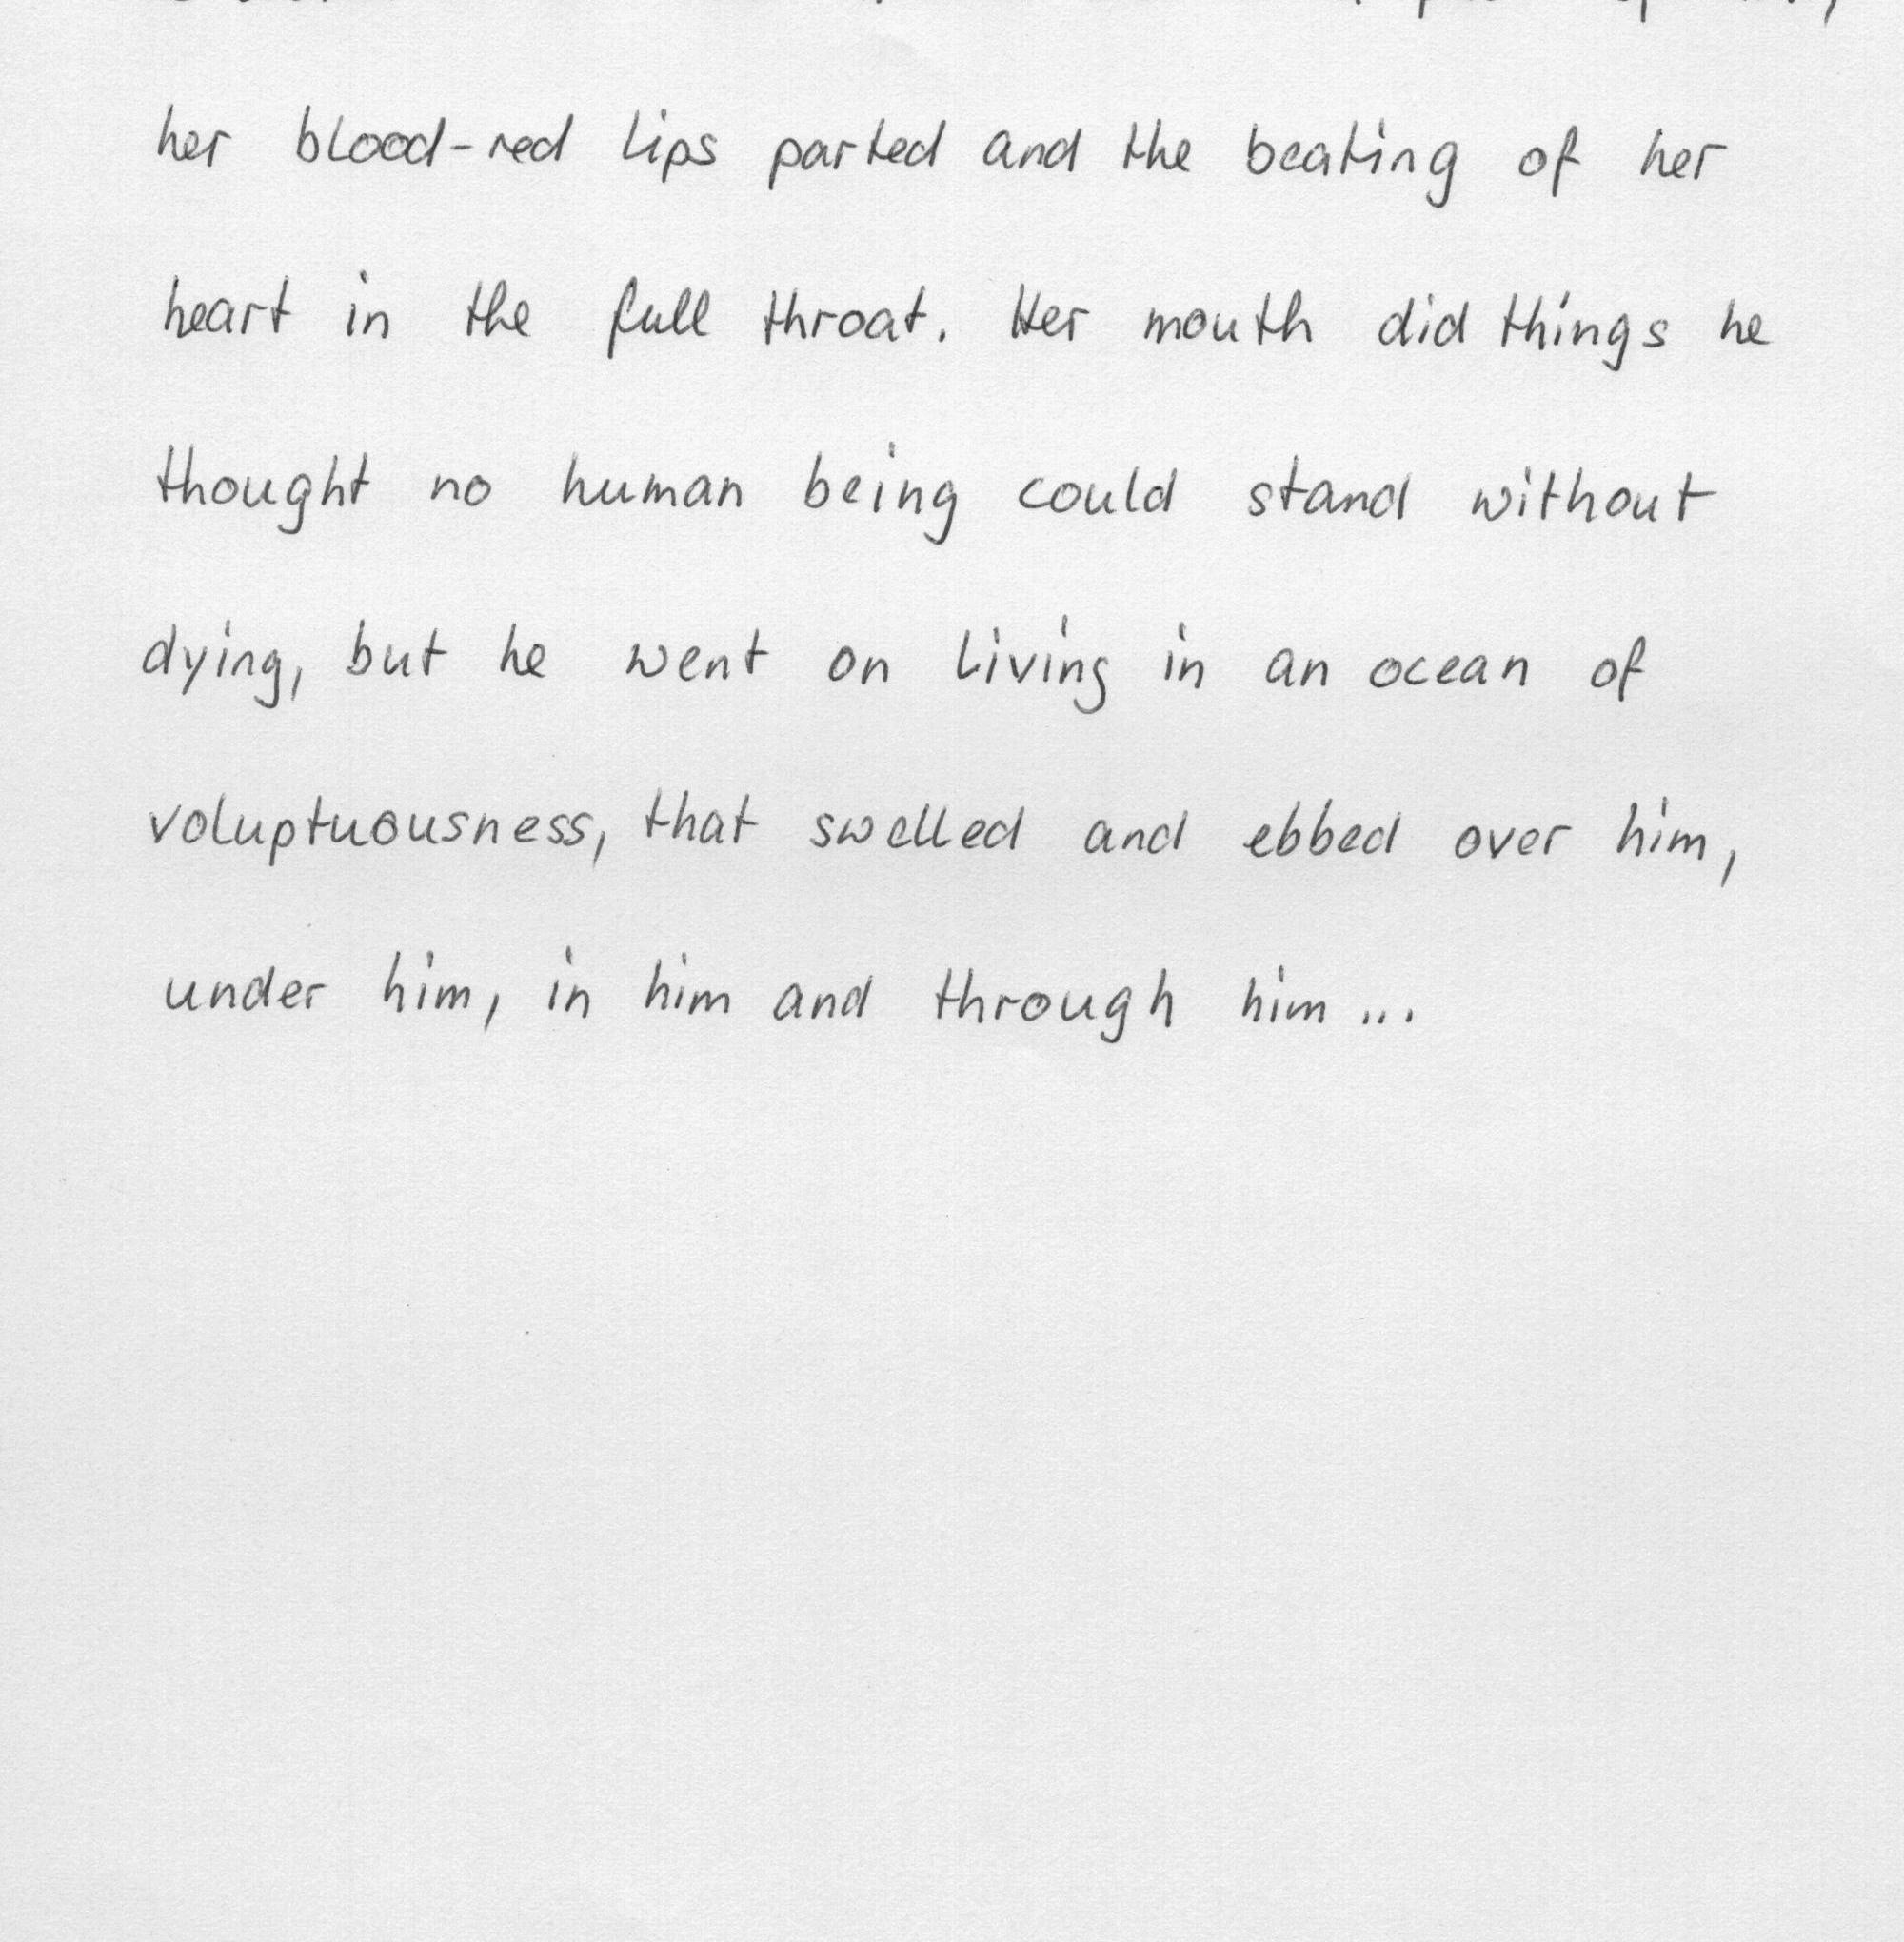 her blood-red lips parted and the beating of her
heart in the full throat. Her mouth did things he
thought no human being could stand without
dying, but he went on living in an ocean of
voluptuousness, that swelled and ebbed over him,
under him, in him and through him...